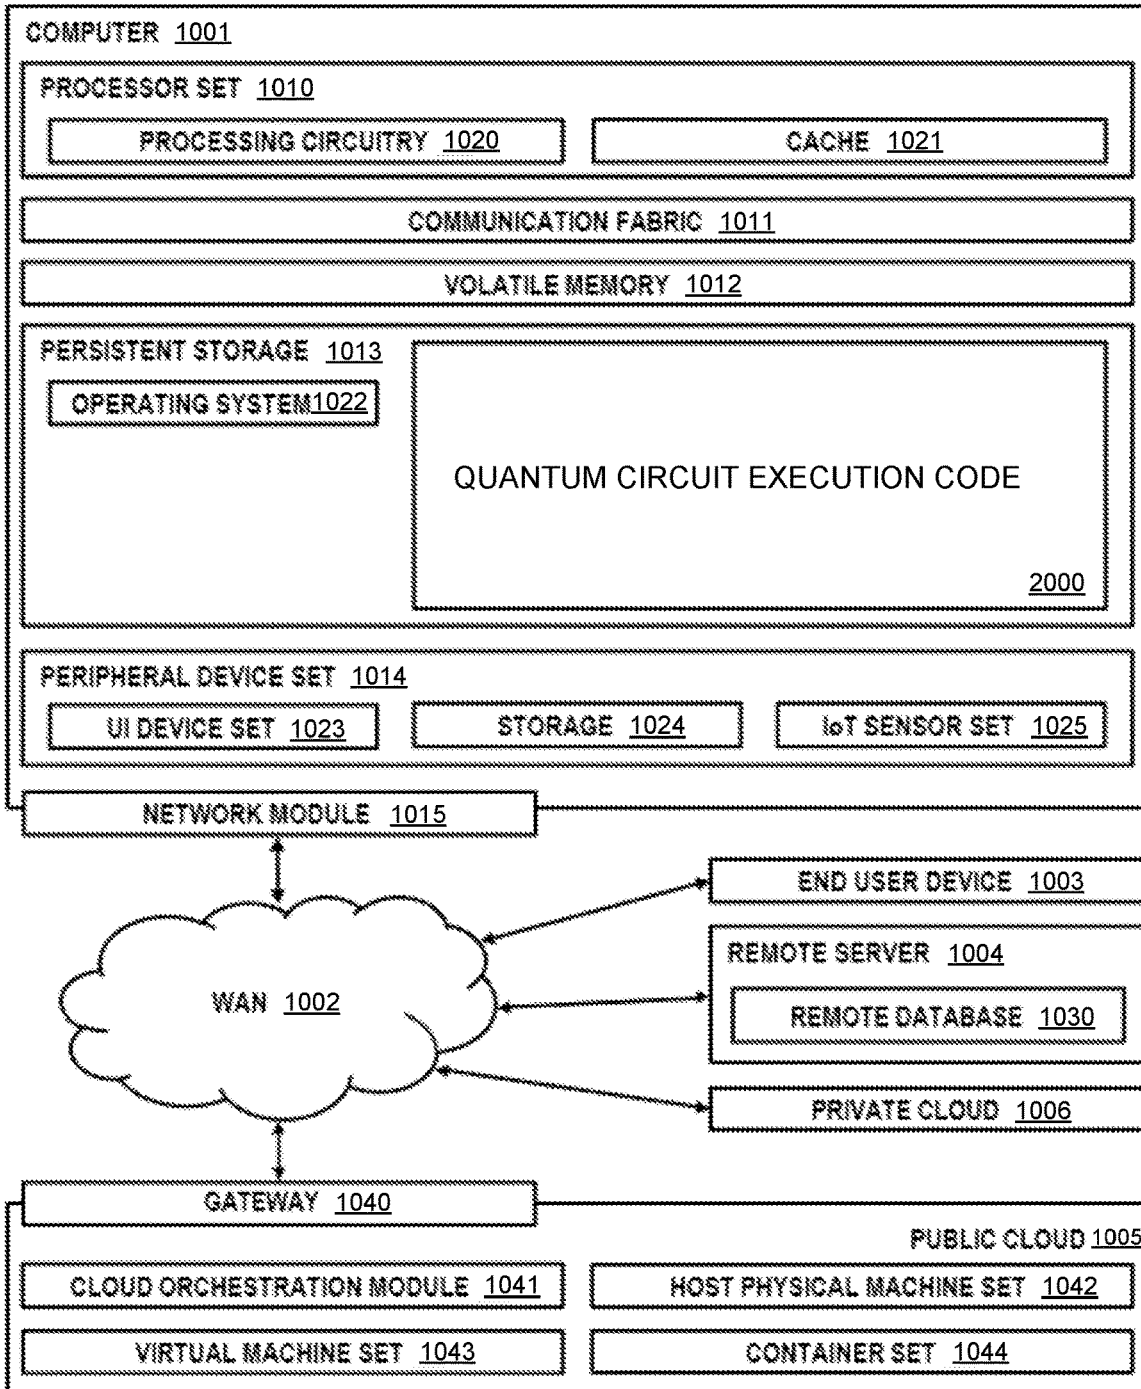 COMPUTER 1001
PROCESSOR SET 1010
PROCESSING CIRCUITRY 1020
CACHE 1021
COMMUNICATION FABRIC 1011
VOLATILE MEMORY 1012
PERSISTENT STORAGE 1013
OPERATING SYSTEM 1022
QUANTUM CIRCUIT EXECUTION CODE
2000
PERIPHERAL DEVICE SET 1014
UI DEVICE SET 1023
STORAGE 1024
IoT SENSOR SET 1025
NETWORK MODULE 1015
END USER DEVICE 1003
REMOTE SERVER 1004
WAN 1002
REMOTE DATABASE 1030
PRIVATE CLOUD 1006
GATEWAY 1040
PUBLIC CLOUD 1005
CLOUD ORCHESTRATION MODULE 1041
HOST PHYSICAL MACHINE SET 1042
VIRTUAL MACHINE SET 1043
CONTAINER SET 1044